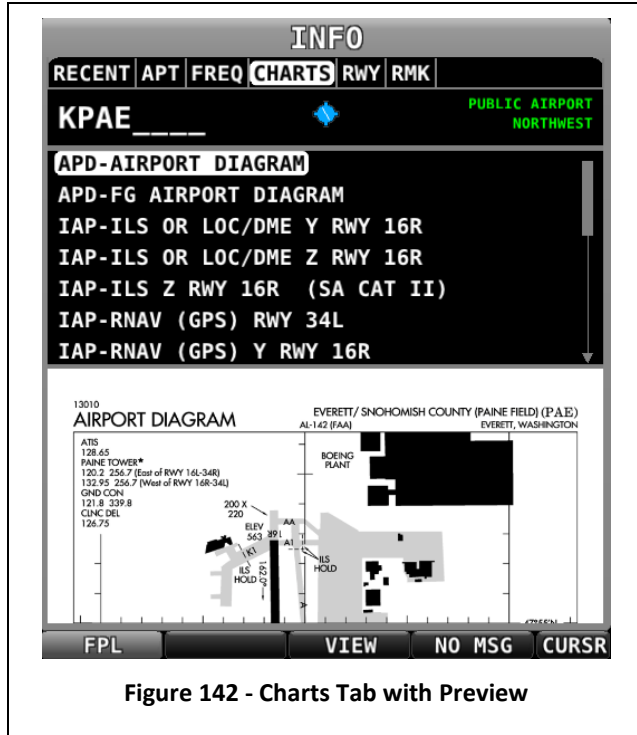 INFO
RECENT APT FREQ CHARTS RWY RMK
KPAE____
PUBLIC AIRPORT
NORTHWEST
APD-AIRPORT DIAGRAM
APD-FG AIRPORT DIAGRAM
IAP-ILS OR LOC/DME Y RWY 16R
IAP-ILS OR LOC/DME Z RWY 16R
IAP-ILS Z RWY 16R (SA CAT II)
IAP-RNAV (GPS) RWY 34L
IAP-RNAV (GPS) Y RWY 16R
13010
AIRPORT DIAGRAM
EVERETT/ SNOHOMISH COUNTY (PAINE FIELD) (PAE)
AL-142 (FAA)
EVERETT, WASHINGTON
ATIS
128.65
PAINE TOWER*
120.2 256.7 (East of RWY 16L-34R)
132.95 256.7 (West of RWY 16R-34L)
GND CON
121.8 339.8
CLNC DEL
126.75
BOEING
PLANT
200 X
220
ELEV
563
16R
AA
A1
K1
ILS
HOLD
ILS
HOLD
162.0°
A
FPL VIEW NO MSG CURSR
Figure 142 - Charts Tab with Preview